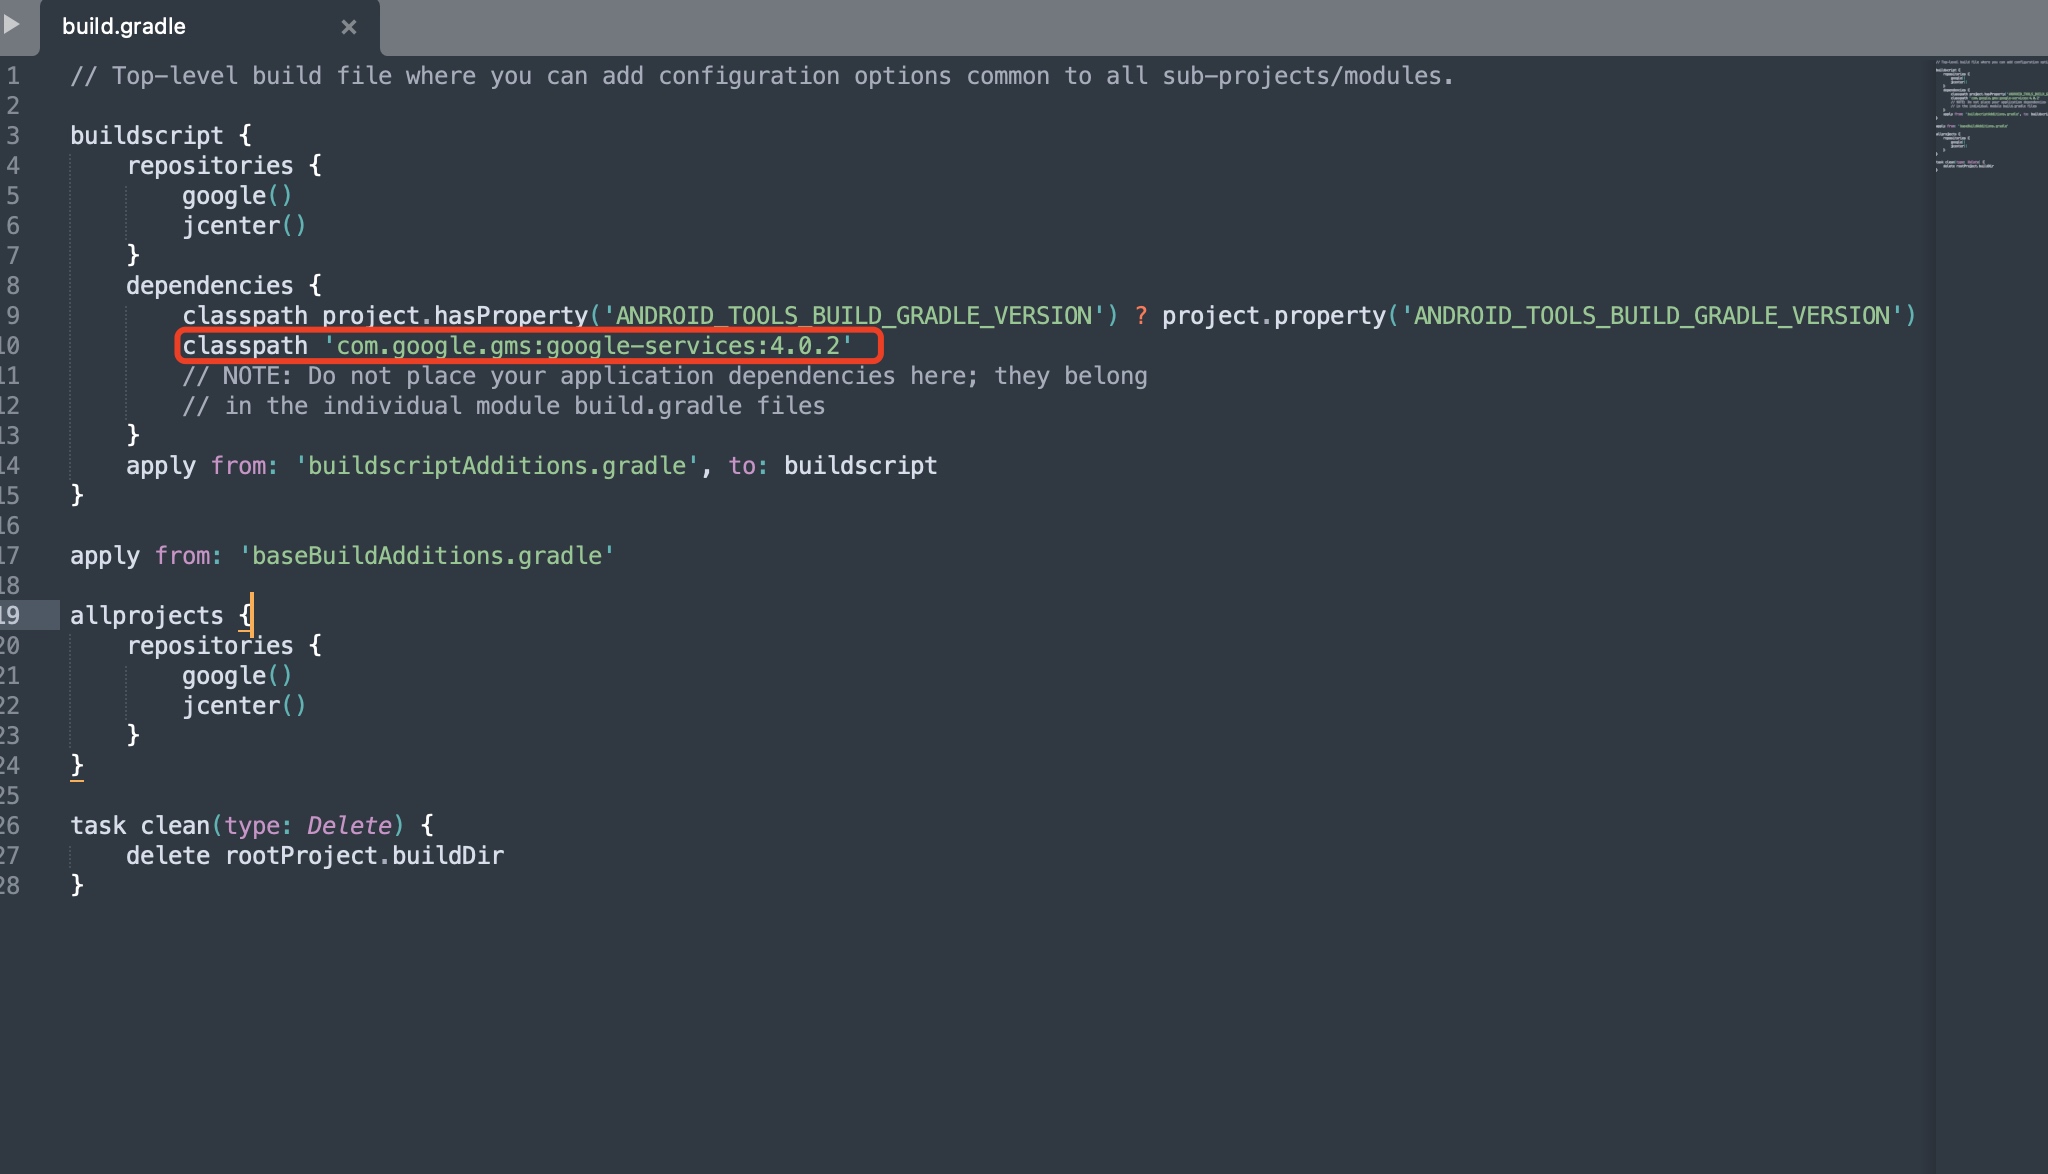 build.gradle ×
1 // Top-level build file where you can add configuration options common to all sub-projects/modules.
2
3 buildscript {
4     repositories {
5         google()
6         jcenter()
7     }
8     dependencies {
9         classpath project.hasProperty('ANDROID_TOOLS_BUILD_GRADLE_VERSION') ? project.property('ANDROID_TOOLS_BUILD_GRADLE_VERSION')
10         classpath 'com.google.gms:google-services:4.0.2'
11         // NOTE: Do not place your application dependencies here; they belong
12         // in the individual module build.gradle files
13     }
14     apply from: 'buildscriptAdditions.gradle', to: buildscript
15 }
16
17 apply from: 'baseBuildAdditions.gradle'
18
19 allprojects {
20     repositories {
21         google()
22         jcenter()
23     }
24 }
25
26 task clean(type: Delete) {
27     delete rootProject.buildDir
28 }